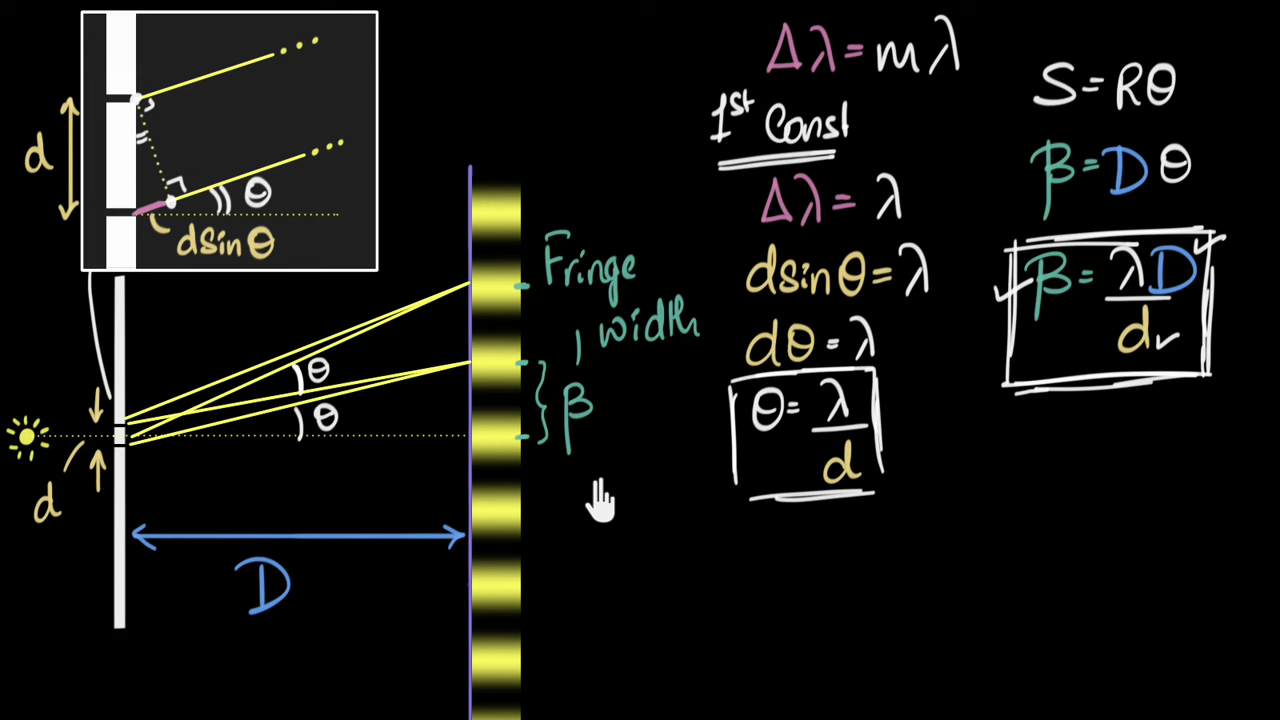 d
θ
dsinθ
Fringe
width
θ
θ
β
d
D
Δλ = mλ
1st Const
Δλ = λ
dsinθ = λ
dθ = λ
θ = λ/d
S = Rθ
β = Dθ
β = λD/d